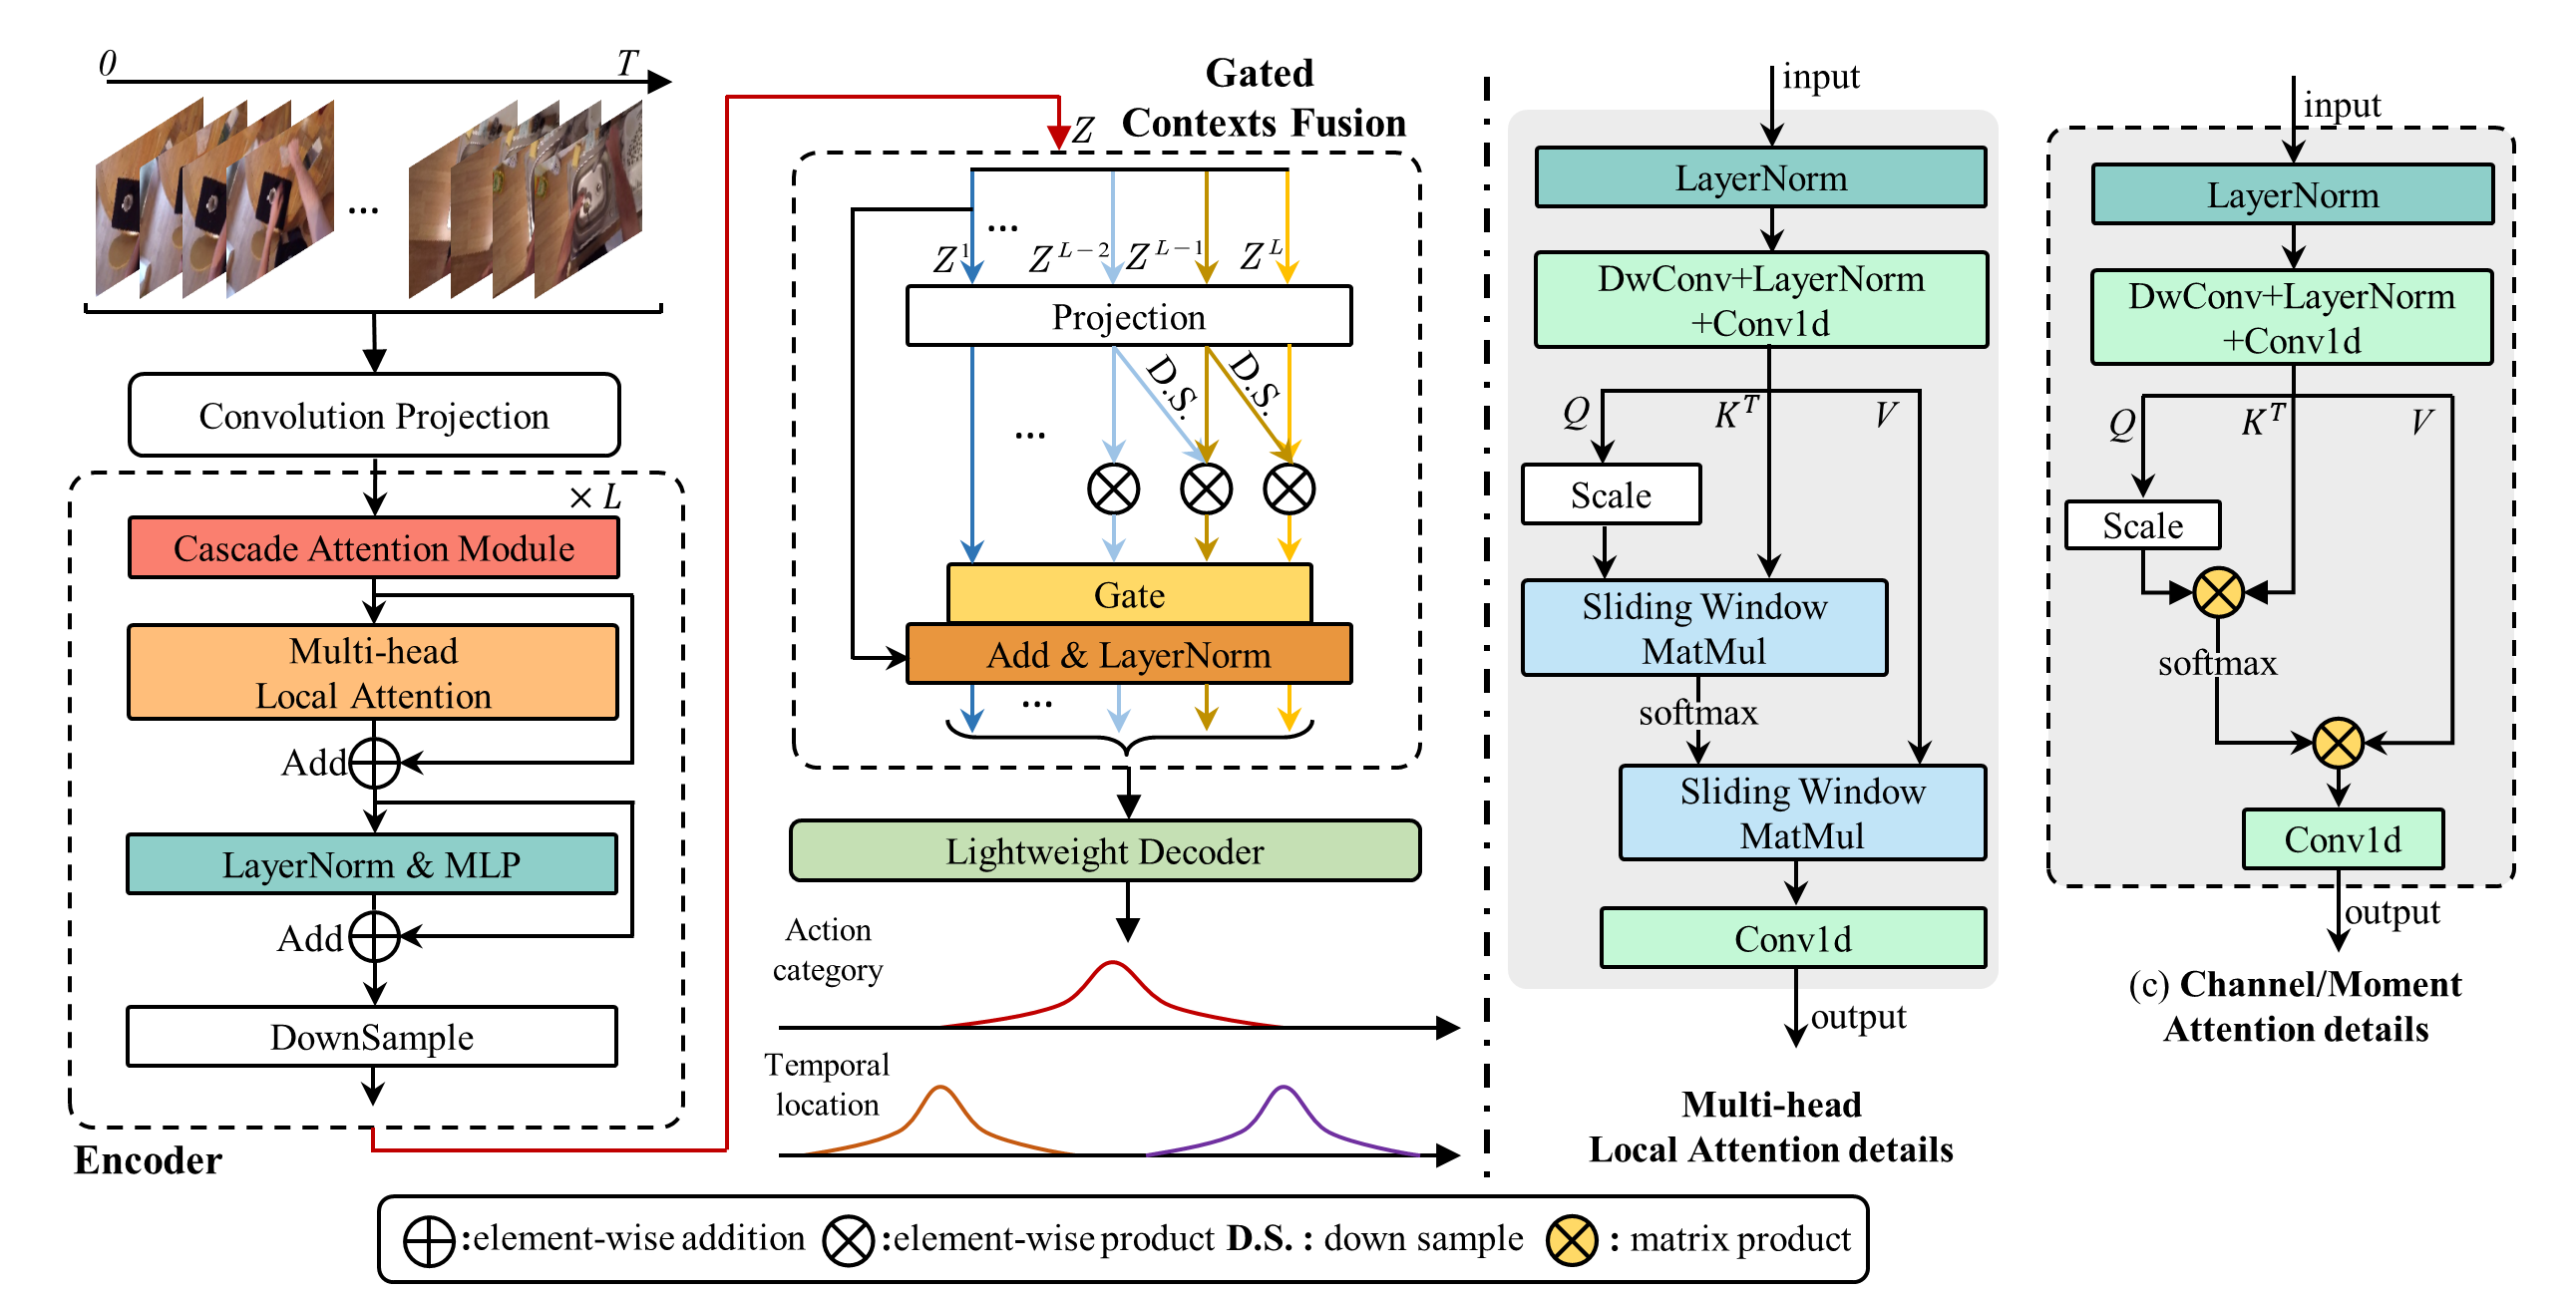 0
T
...
Convolution Projection
× L
Cascade Attention Module
Multi-head
Local Attention
Add
LayerNorm & MLP
Add
DownSample
Encoder
Gated
Contexts Fusion
Z
...
Z^1
Z^{L-2}
Z^{L-1}
Z^L
Projection
D.S.
D.S.
...
Gate
Add & LayerNorm
...
Lightweight Decoder
Action
category
Temporal
location
input
LayerNorm
DwConv+LayerNorm
+Conv1d
Q
K^T
V
Scale
Sliding Window
MatMul
softmax
Sliding Window
MatMul
Conv1d
output
Multi-head
Local Attention details
input
LayerNorm
DwConv+LayerNorm
+Conv1d
Q
K^T
V
Scale
softmax
Conv1d
output
(c) Channel/Moment
Attention details
:element-wise addition :element-wise product D.S. : down sample : matrix product